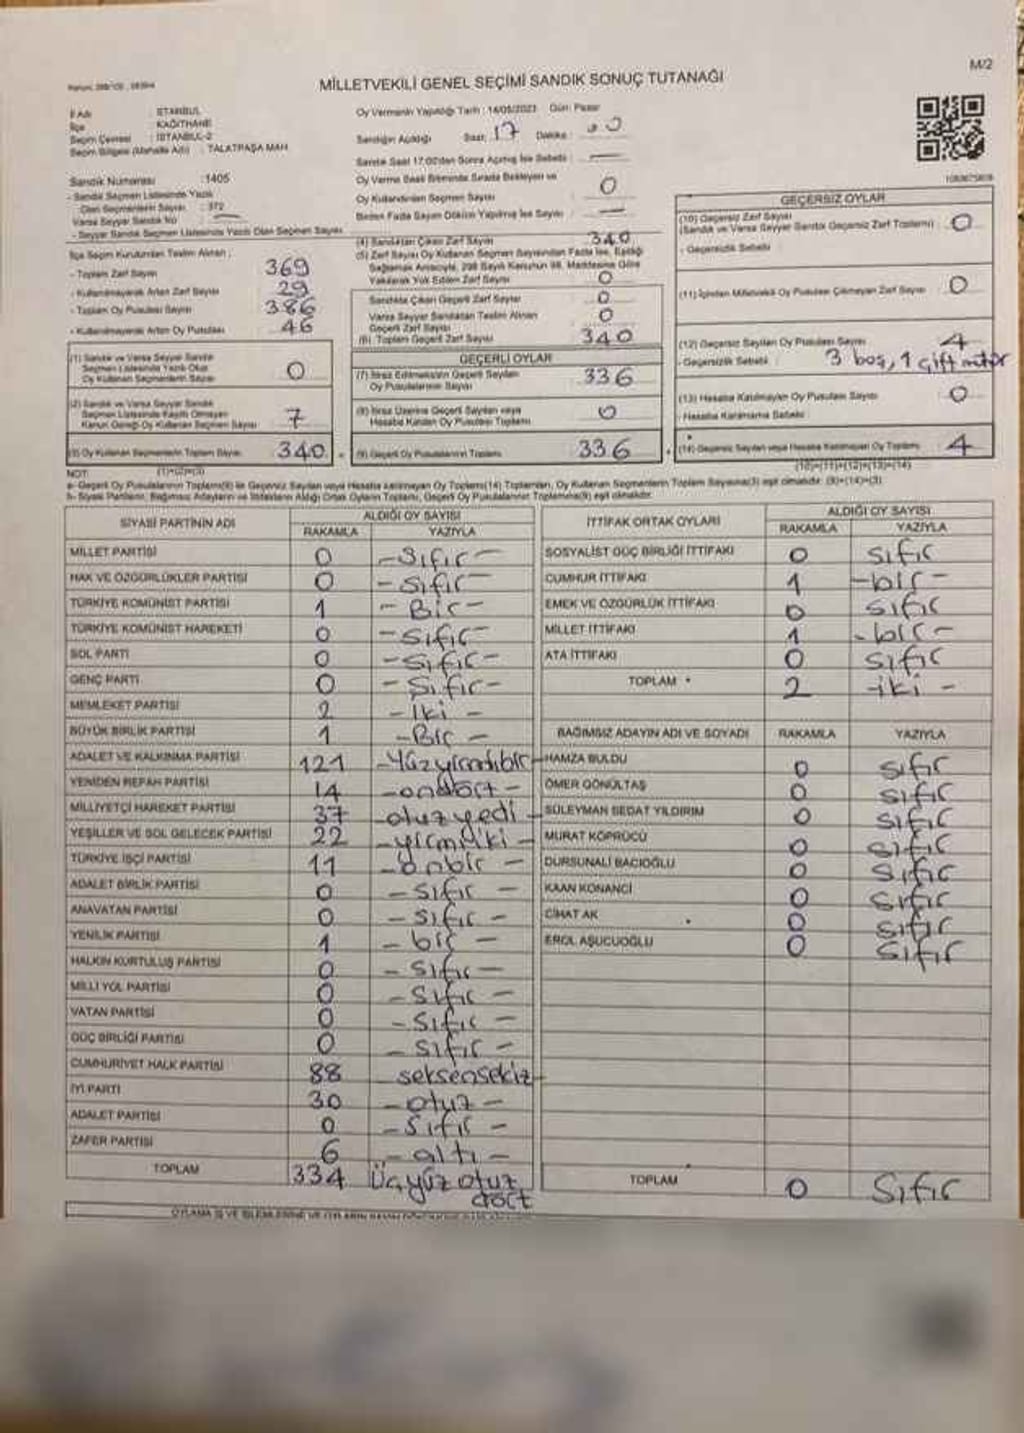 MİLLETVEKİLİ GENEL SEÇİMİ SANDIK SONUÇ TUTANAĞI
M/2
İl Adı : İSTANBUL
İlçe : KAĞITHANE
Seçim Çevresi : İSTANBUL-2
Seçim Bölgesi (Mahalle Adı) : TALATPAŞA MAH.
Sandık Numarası : 1405
- Sandık Seçmen Listesinde Yazılı
Olan Seçmenlerin Sayısı : 372
Varsa Seyyar Sandık No : —
- Seyyar Sandık Seçmen Listesinde Yazılı Olan Seçmen Sayısı
Oy Vermenin Yapıldığı Tarih : 14/05/2023 Gün: Pazar
Sandığın Açıldığı Saat: 17 Dakika :
Sandık Saat 17.00'den Sonra Açılmış İse Sebebi : —
Oy Verme Saati Bitiminde Sırada Bekleyen ve
Oy Kullandırılan Seçmen Sayısı : 0
Birden Fazla Sayım Döküm Yapılmış İse Sayısı : —
İlçe Seçim Kurulundan Teslim Alınan :
- Toplam Zarf Sayısı 369
- Kullanılmayarak Artan Zarf Sayısı 29
- Toplam Oy Pusulası Sayısı 386
- Kullanılmayarak Artan Oy Pusulası 46
(1) Sandık ve Varsa Seyyar Sandık
Seçmen Listesinde Yazılı Olup
Oy Kullanan Seçmenlerin Sayısı 0
(2) Sandık ve Varsa Seyyar Sandık
Seçmen Listesinde Kayıtlı Olmayan
Kanun Gereği Oy Kullanan Seçmen Sayısı 7
(3) Oy Kullanan Seçmenlerin Toplam Sayısı 340
(1)+(2)=(3)
(4) Sandıktan Çıkan Zarf Sayısı 340
(5) Zarf Sayısı Oy Kullanan Seçmen Sayısından Fazla İse, Eşitliği
Sağlamak Amacıyla, 298 Sayılı Kanunun 98. Maddesine Göre
Yakılarak Yok Edilen Zarf Sayısı 0
Sandıkta Çıkan Geçerli Zarf Sayısı 0
Varsa Seyyar Sandıktan Teslim Alınan
Geçerli Zarf Sayısı 0
(6) Toplam Geçerli Zarf Sayısı 340
GEÇERLİ OYLAR
(7) İtiraz Edilmeksizin Geçerli Sayılan
Oy Pusulalarının Sayısı 336
(8) İtiraz Üzerine Geçerli Sayılan veya
Hesaba Katılan Oy Pusulası Toplamı 0
(9) Geçerli Oy Pusulalarının Toplamı 336
GEÇERSİZ OYLAR
(10) Geçersiz Zarf Sayısı
(Sandık ve Varsa Seyyar Sandık Geçersiz Zarf Toplamı) 0
- Geçersizlik Sebebi :
(11) İçinden Milletvekili Oy Pusulası Çıkmayan Zarf Sayısı 0
(12) Geçersiz Sayılan Oy Pusulası Sayısı 4
- Geçersizlik Sebebi : 3 boş, 1 çift mühür
(13) Hesaba Katılmayan Oy Pusulası Sayısı 0
- Hesaba Katılmama Sebebi :
(14) Geçersiz Sayılan veya Hesaba Katılmayan Oy Toplamı 4
(10)+(11)+(12)+(13)=(14)
NOT:
a- Geçerli Oy Pusulalarının Toplamı(9) ile Geçersiz Sayılan veya Hesaba katılmayan Oy Toplamı(14) Toplamları, Oy Kullanan Seçmenlerin Toplam Sayısına(3) eşit olmalıdır. (9)+(14)=(3)
b- Siyasi Partilerin, Bağımsız Adayların ve İttifakların Aldığı Ortak Oyların Toplamı, Geçerli Oy Pusulalarının Toplamına(9) eşit olmalıdır.
SİYASİ PARTİNİN ADI ALDIĞI OY SAYISI
RAKAMLA YAZIYLA
MİLLET PARTİSİ 0 -Sıfır-
HAK VE ÖZGÜRLÜKLER PARTİSİ 0 -Sıfır-
TÜRKİYE KOMÜNİST PARTİSİ 1 -Bir-
TÜRKİYE KOMÜNİST HAREKETİ 0 -Sıfır-
SOL PARTİ 0 -Sıfır-
GENÇ PARTİ 0 -Sıfır-
MEMLEKET PARTİSİ 2 -İki-
BÜYÜK BİRLİK PARTİSİ 1 -Bir-
ADALET VE KALKINMA PARTİSİ 121 -Yüzyirmibir-
YENİDEN REFAH PARTİSİ 14 -ondört-
MİLLİYETÇİ HAREKET PARTİSİ 37 -otuzyedi-
YEŞİLLER VE SOL GELECEK PARTİSİ 22 -yirmiiki-
TÜRKİYE İŞÇİ PARTİSİ 11 -onbir-
ADALET BİRLİK PARTİSİ 0 -sıfır-
ANAVATAN PARTİSİ 0 -sıfır-
YENİLİK PARTİSİ 1 -bir-
HALKIN KURTULUŞ PARTİSİ 0 -sıfır-
MİLLİ YOL PARTİSİ 0 -Sıfır-
VATAN PARTİSİ 0 -Sıfır-
GÜÇ BİRLİĞİ PARTİSİ 0 -sıfır-
CUMHURİYET HALK PARTİSİ 88 seksensekiz-
İYİ PARTİ 30 -otuz-
ADALET PARTİSİ 0 -Sıfır-
ZAFER PARTİSİ 6 -altı-
TOPLAM 334 Üçyüzotuz
dört
İTTİFAK ORTAK OYLARI ALDIĞI OY SAYISI
RAKAMLA YAZIYLA
SOSYALİST GÜÇ BİRLİĞİ İTTİFAKI 0 sıfır
CUMHUR İTTİFAKI 1 -bir-
EMEK VE ÖZGÜRLÜK İTTİFAKI 0 sıfır
MİLLET İTTİFAKI 1 -bir-
ATA İTTİFAKI 0 sıfır
TOPLAM 2 -iki-
BAĞIMSIZ ADAYIN ADI VE SOYADI RAKAMLA YAZIYLA
HAMZA BULDU 0 sıfır
ÖMER GÖNÜLTAŞ 0 sıfır
SÜLEYMAN SEDAT YILDIRIM 0 sıfır
MURAT KÖPRÜCÜ 0 sıfır
DURSUNALİ BACIOĞLU 0 sıfır
KAAN KONANCI 0 sıfır
CİHAT AK 0 sıfır
EROL AŞUCUOĞLU 0 sıfır
TOPLAM 0 Sıfır